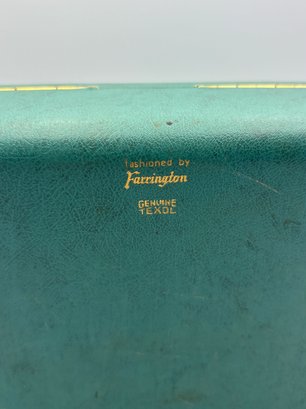 fashioned by
Farrington
GENUINE
TEXOL